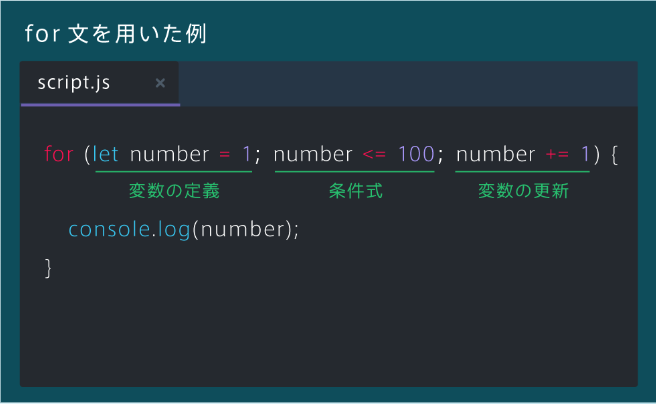 for 文を用いた例
script.js ×
for (let number = 1; number <= 100; number += 1) {
変数の定義 条件式 変数の更新
console.log(number);
}